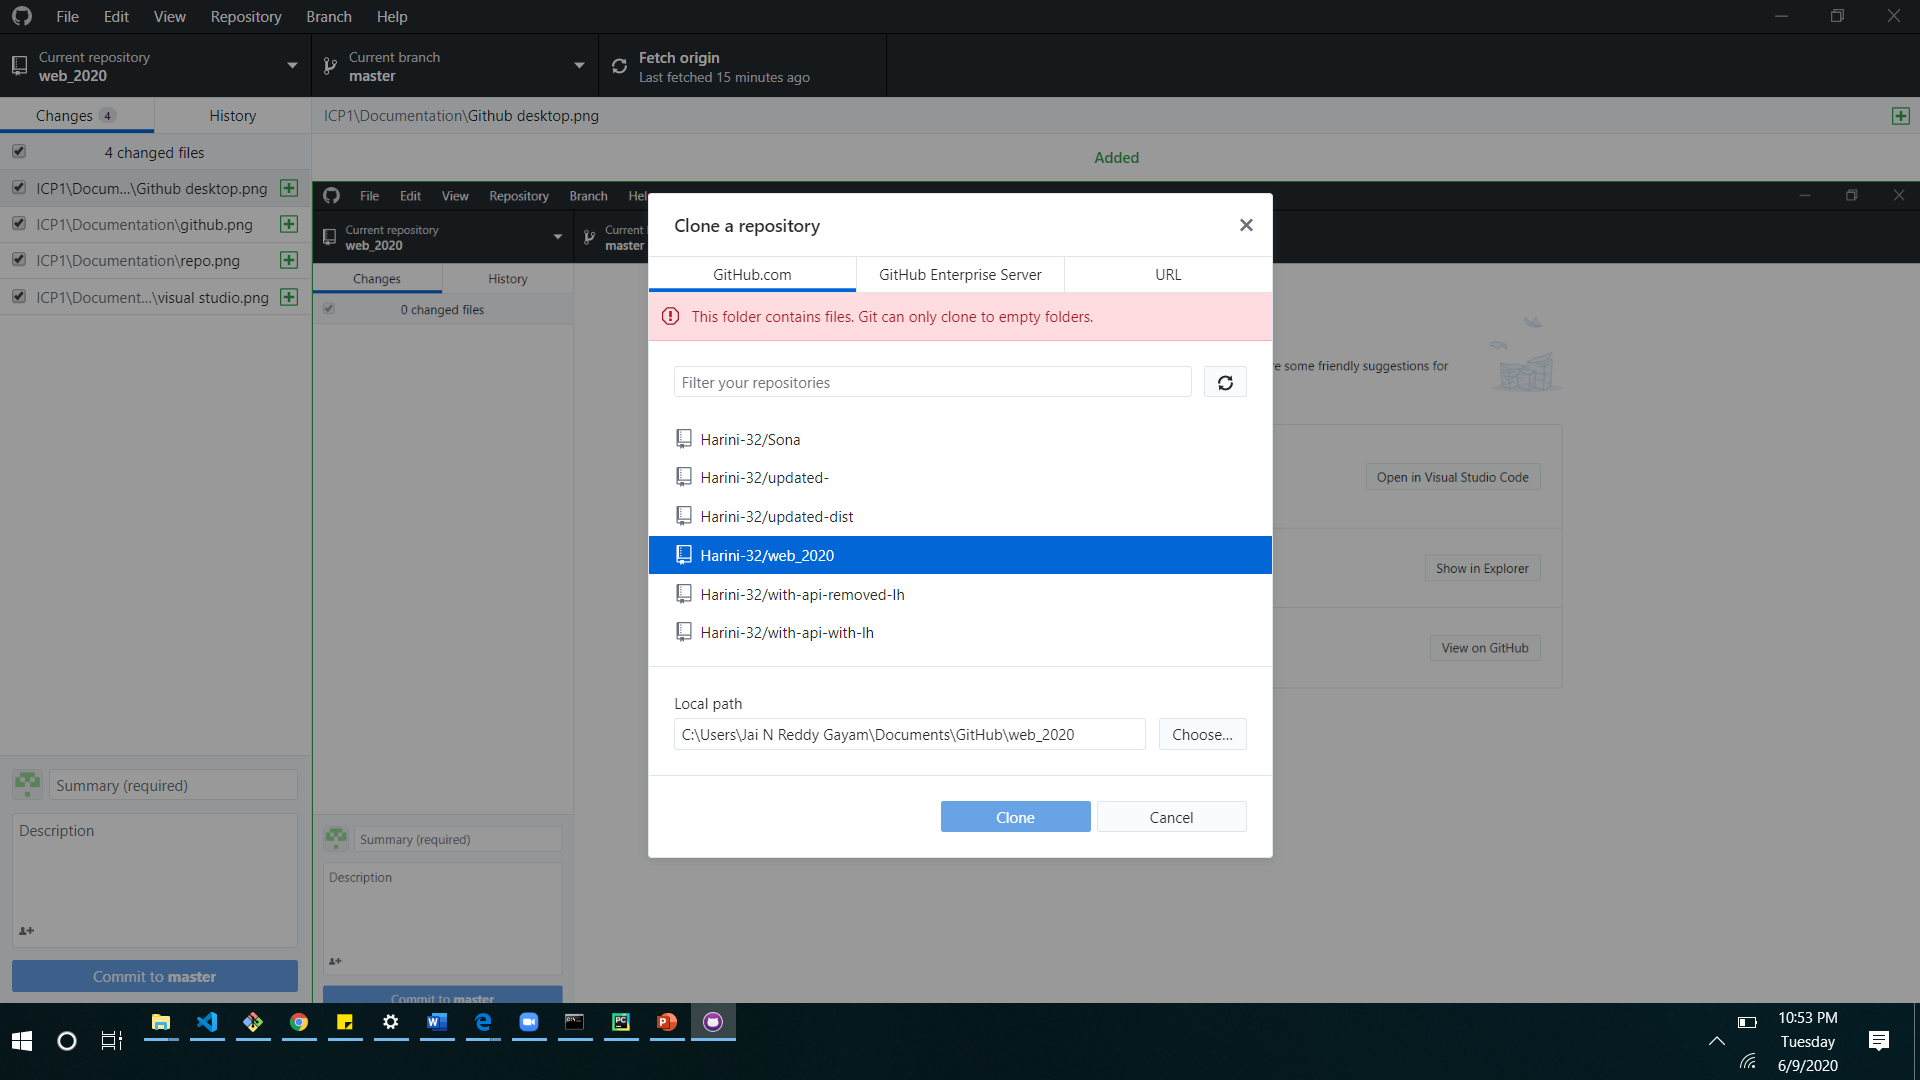 File Edit View Repository Branch Help
Current repository
web_2020
Current branch
master
Fetch origin
Last fetched 15 minutes ago
Changes 4
History
ICP1\Documentation\Github desktop.png
4 changed files
Added
ICP1\Docum...\Github desktop.png
ICP1\Documentation\github.png
ICP1\Documentation\repo.png
ICP1\Document...\visual studio.png
File Edit View Repository Branch Hel
Current repository
web_2020
Current
master
Changes
History
0 changed files
e some friendly suggestions for
Open in Visual Studio Code
Show in Explorer
View on GitHub
Clone a repository
GitHub.com
GitHub Enterprise Server
URL
This folder contains files. Git can only clone to empty folders.
Filter your repositories
Harini-32/Sona
Harini-32/updated-
Harini-32/updated-dist
Harini-32/web_2020
Harini-32/with-api-removed-lh
Harini-32/with-api-with-lh
Local path
C:\Users\Jai N Reddy Gayam\Documents\GitHub\web_2020
Choose...
Clone
Cancel
Summary (required)
Description
Commit to master
Summary (required)
Description
Commit to master
10:53 PM
Tuesday
6/9/2020